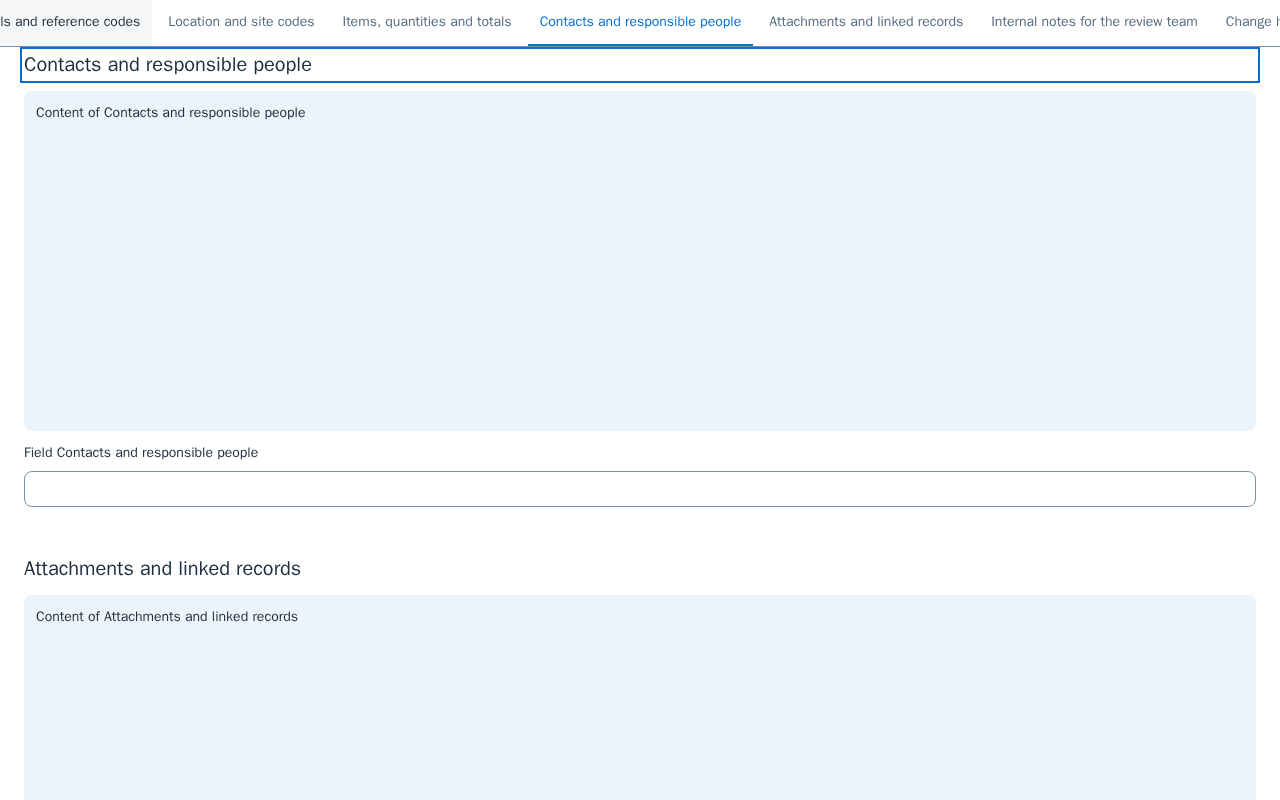 ls and reference codes
Location and site codes
Items, quantities and totals
Contacts and responsible people
Attachments and linked records
Internal notes for the review team
Change h
Contacts and responsible people
Content of Contacts and responsible people
Field Contacts and responsible people
Attachments and linked records
Content of Attachments and linked records